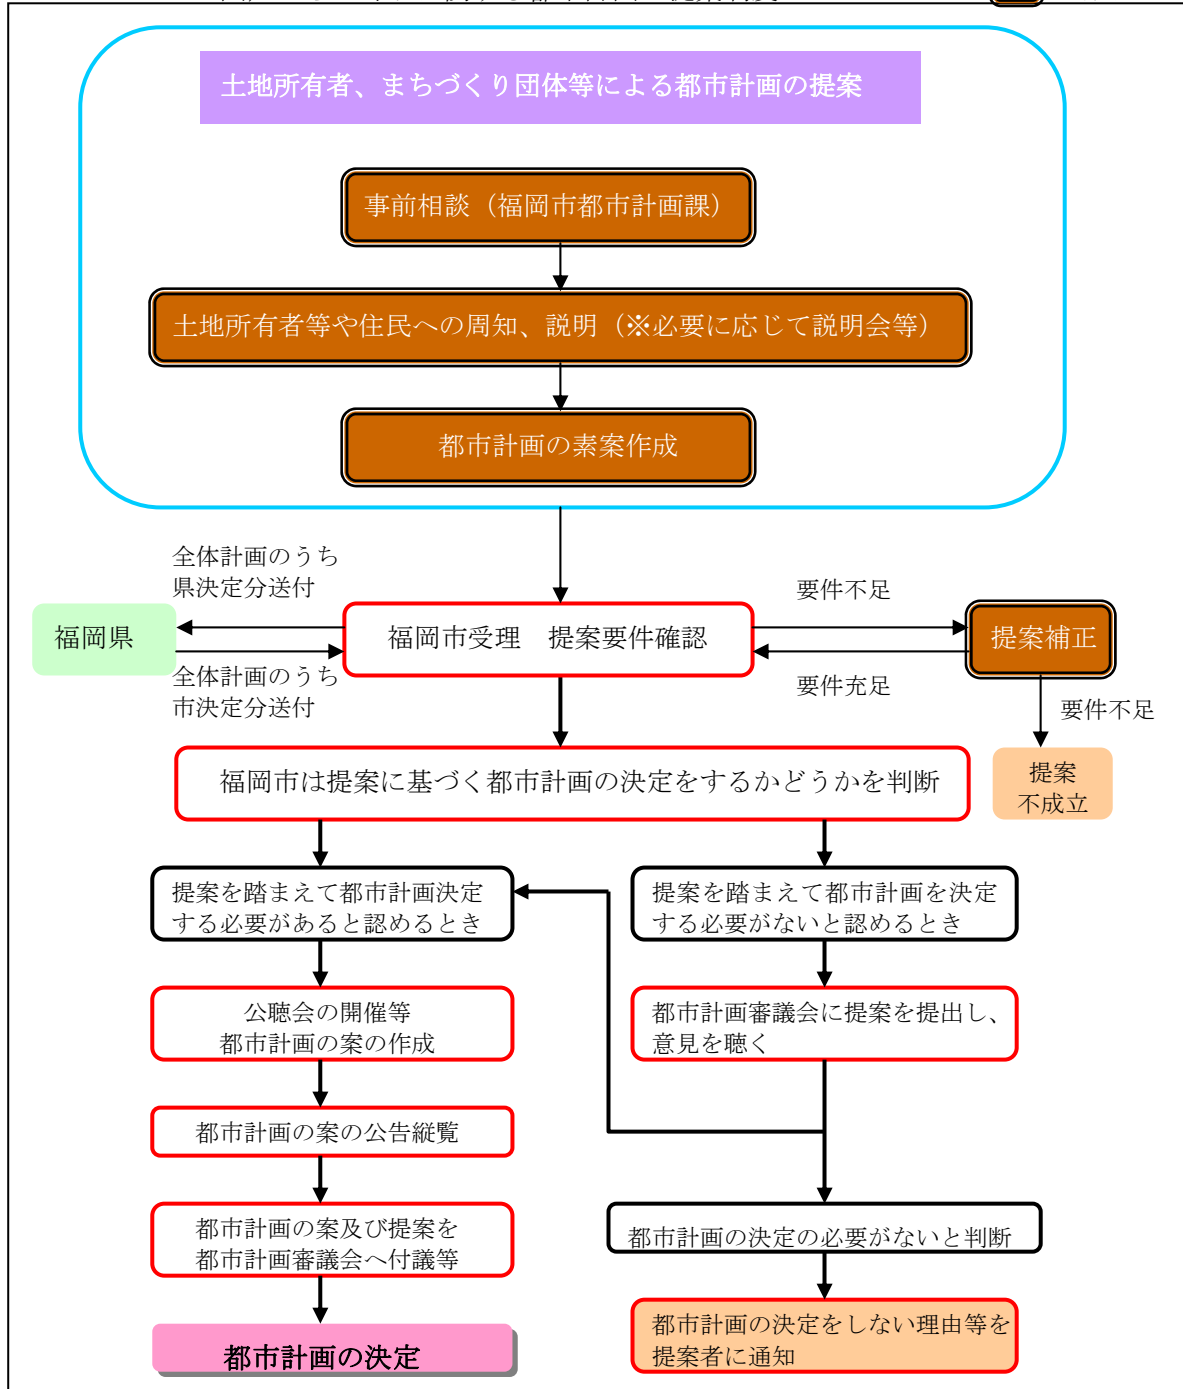 土地所有者、まちづくり団体等による都市計画の提案
事前相談（福岡市都市計画課）
土地所有者等や住民への周知、説明（※必要に応じて説明会等）
都市計画の素案作成
全体計画のうち
県決定分送付
要件不足
福岡県
福岡市受理　提案要件確認
提案補正
全体計画のうち
市決定分送付
要件充足
要件不足
福岡市は提案に基づく都市計画の決定をするかどうかを判断
提案
不成立
提案を踏まえて都市計画決定
する必要があると認めるとき
提案を踏まえて都市計画を決定
する必要がないと認めるとき
公聴会の開催等
都市計画の案の作成
都市計画審議会に提案を提出し、
意見を聴く
都市計画の案の公告縦覧
都市計画の案及び提案を
都市計画審議会へ付議等
都市計画の決定の必要がないと判断
都市計画の決定
都市計画の決定をしない理由等を
提案者に通知